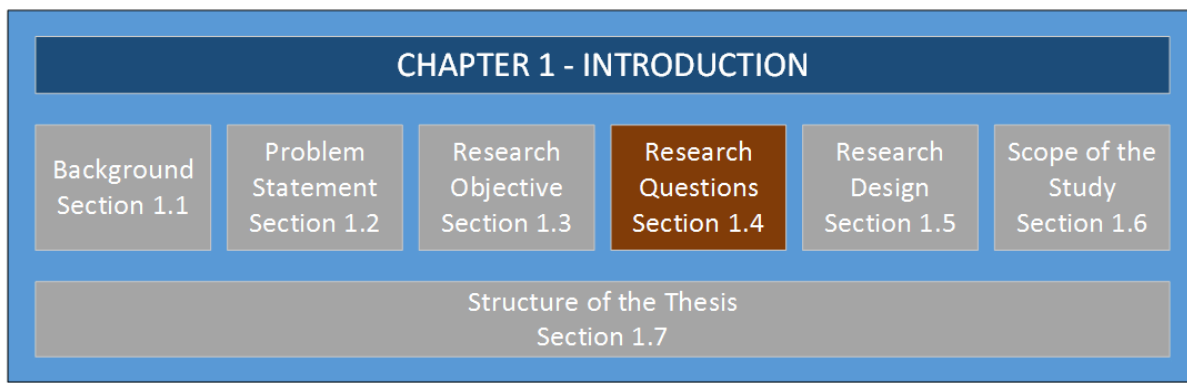 CHAPTER 1 - INTRODUCTION
Background
Section 1.1
Problem
Statement
Section 1.2
Research
Objective
Section 1.3
Research
Questions
Section 1.4
Research
Design
Section 1.5
Scope of the
Study
Section 1.6
Structure of the Thesis
Section 1.7